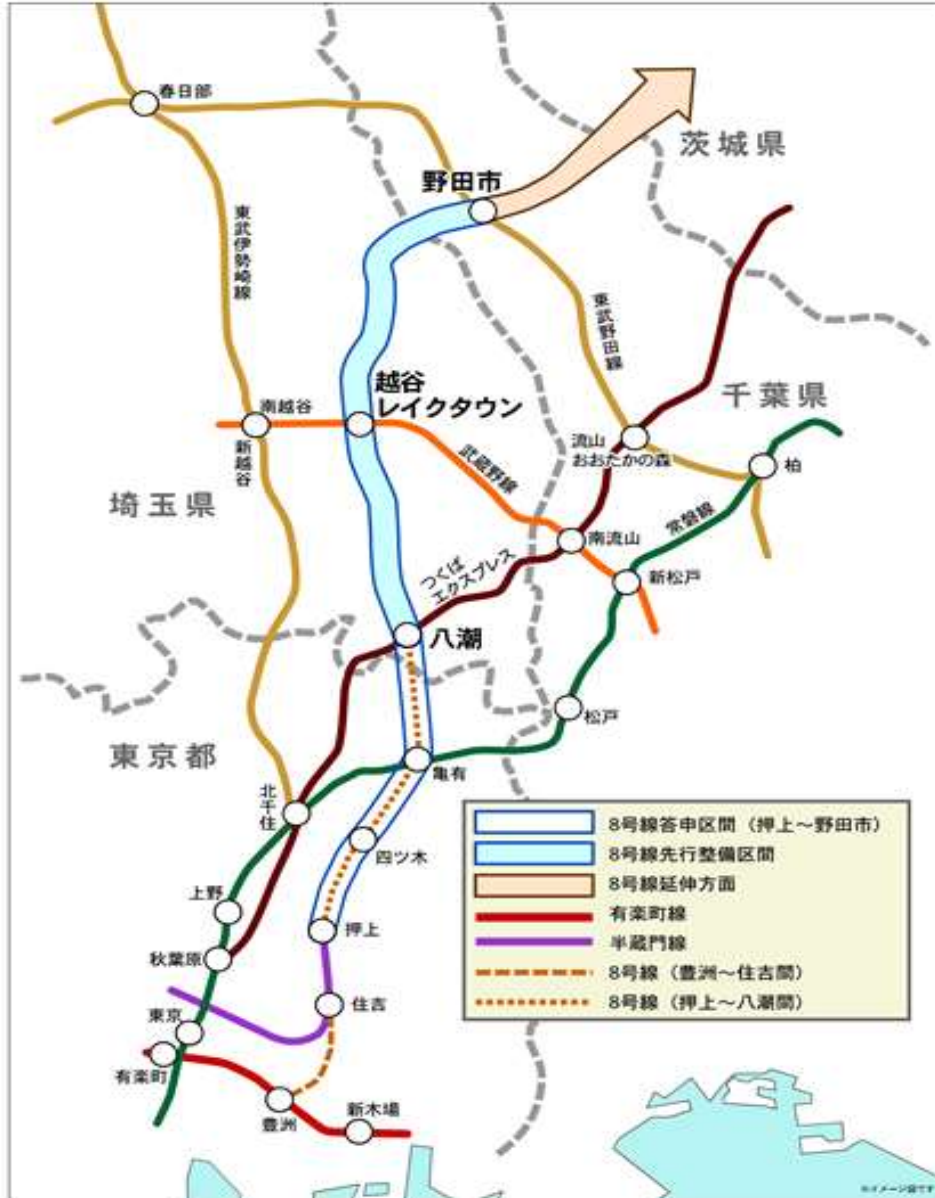 春日部
茨城県
野田市
東武伊勢崎線
東武野田線
越谷
レイクタウン
千葉県
南越谷
新越谷
流山
おおたかの森
柏
武蔵野線
埼玉県
常磐線
南流山
つくば
エクスプレス
新松戸
八潮
松戸
東京都
亀有
北千住
四ツ木
上野
押上
秋葉原
住吉
東京
有楽町
豊洲
新木場
8号線答申区間（押上～野田市）
8号線先行整備区間
8号線延伸方面
有楽町線
半蔵門線
8号線（豊洲～住吉間）
8号線（押上～八潮間）
※イメージ図です